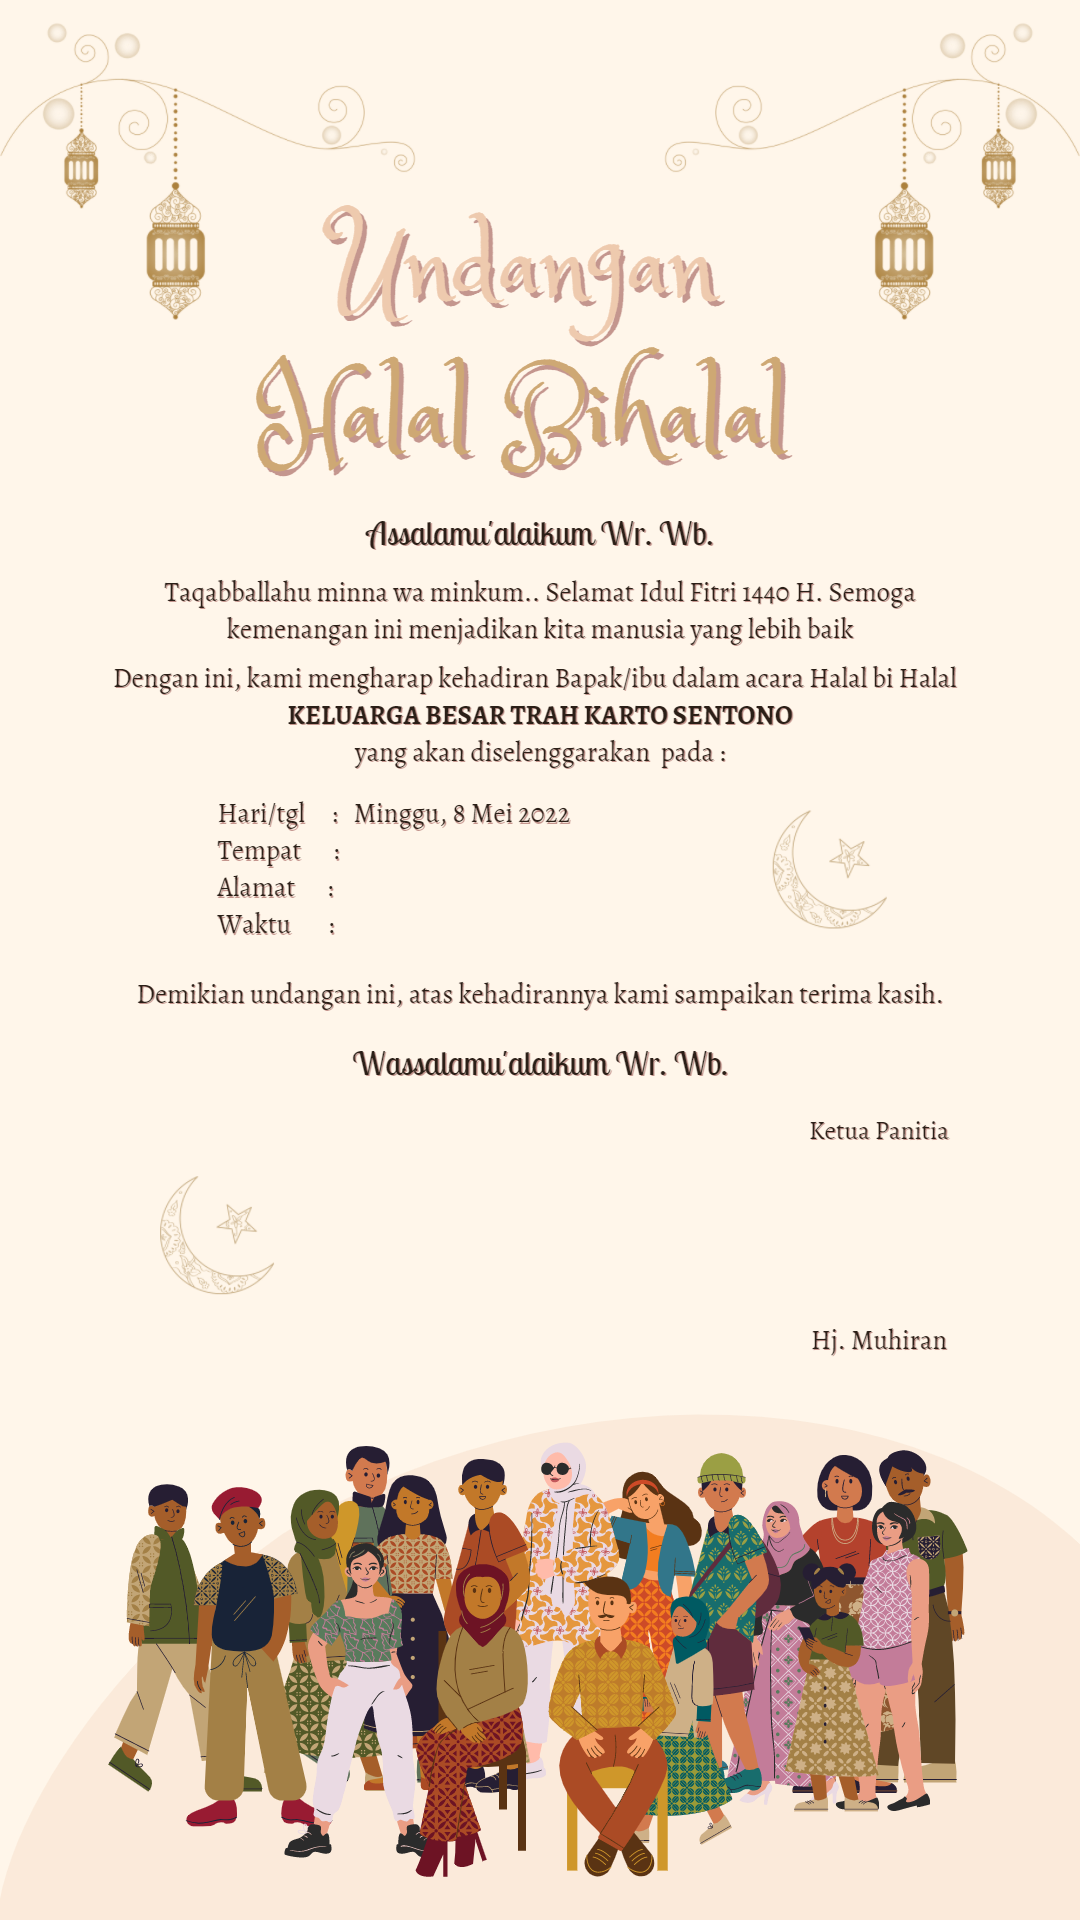 Undangan
Halal Bihalal
Assalamu'alaikum Wr. Wb.
Taqabballahu minna wa minkum.. Selamat Idul Fitri 1440 H. Semoga
kemenangan ini menjadikan kita manusia yang lebih baik
Dengan ini, kami mengharap kehadiran Bapak/ibu dalam acara Halal bi Halal
KELUARGA BESAR TRAH KARTO SENTONO
yang akan diselenggarakan pada :
Hari/tgl : Minggu, 8 Mei 2022
Tempat :
Alamat :
Waktu :
Demikian undangan ini, atas kehadirannya kami sampaikan terima kasih.
Wassalamu'alaikum Wr. Wb.
Ketua Panitia
Hj. Muhiran